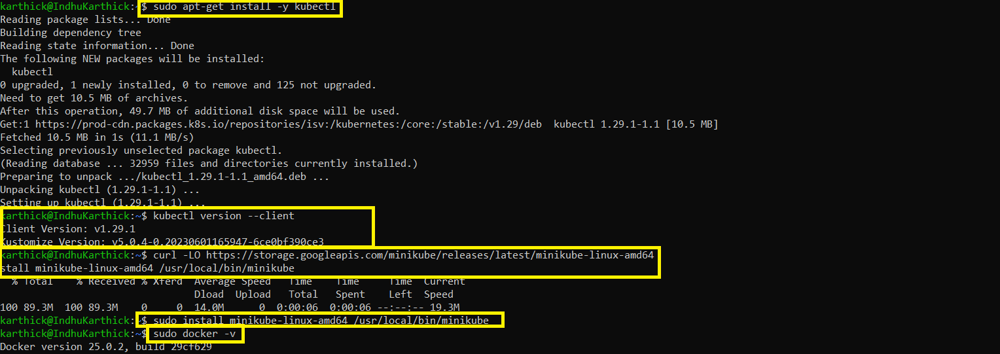 karthick@IndhuKarthick:~$ sudo apt-get install -y kubectl
Reading package lists... Done
Building dependency tree
Reading state information... Done
The following NEW packages will be installed:
  kubectl
0 upgraded, 1 newly installed, 0 to remove and 125 not upgraded.
Need to get 10.5 MB of archives.
After this operation, 49.7 MB of additional disk space will be used.
Get:1 https://prod-cdn.packages.k8s.io/repositories/isv:/kubernetes:/core:/stable:/v1.29/deb  kubectl 1.29.1-1.1 [10.5 MB]
Fetched 10.5 MB in 1s (11.1 MB/s)
Selecting previously unselected package kubectl.
(Reading database ... 32959 files and directories currently installed.)
Preparing to unpack .../kubectl_1.29.1-1.1_amd64.deb ...
Unpacking kubectl (1.29.1-1.1) ...
Setting up kubectl (1.29.1-1.1) ...
karthick@IndhuKarthick:~$ kubectl version --client
Client Version: v1.29.1
Kustomize Version: v5.0.4-0.20230601165947-6ce0bf390ce3
karthick@IndhuKarthick:~$ curl -LO https://storage.googleapis.com/minikube/releases/latest/minikube-linux-amd64
stall minikube-linux-amd64 /usr/local/bin/minikube
  % Total    % Received % Xferd  Average Speed   Time    Time     Time  Current
                                 Dload  Upload   Total   Spent    Left  Speed
100 89.3M  100 89.3M    0     0  14.0M      0  0:00:06  0:00:06 --:--:-- 19.3M
karthick@IndhuKarthick:~$ sudo install minikube-linux-amd64 /usr/local/bin/minikube
karthick@IndhuKarthick:~$ sudo docker -v
Docker version 25.0.2, build 29cf629